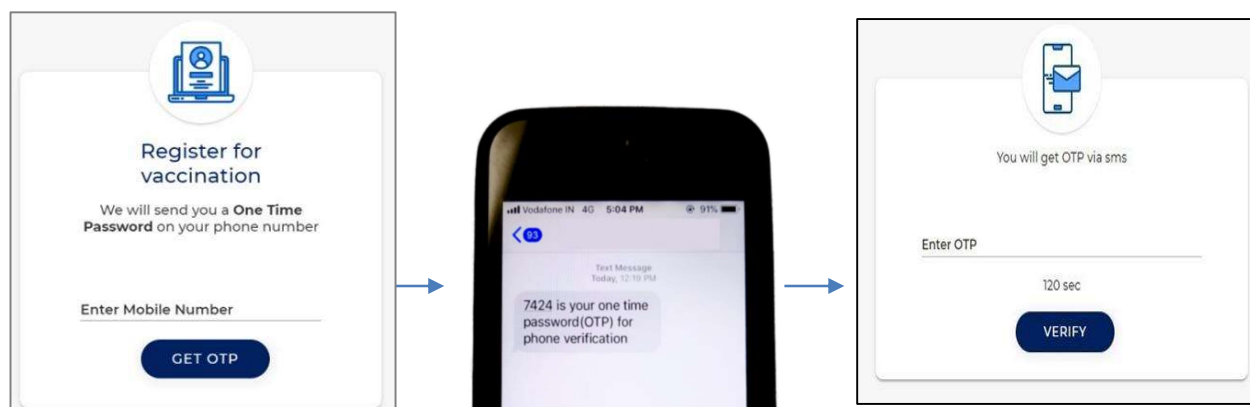 Register for
vaccination
We will send you a One Time
Password on your phone number
Enter Mobile Number
GET OTP
Vodafone IN 4G 5:04 PM 91%
93
Text Message
Today, 12:19 PM
7424 is your one time
password(OTP) for
phone verification
You will get OTP via sms
Enter OTP
120 sec
VERIFY